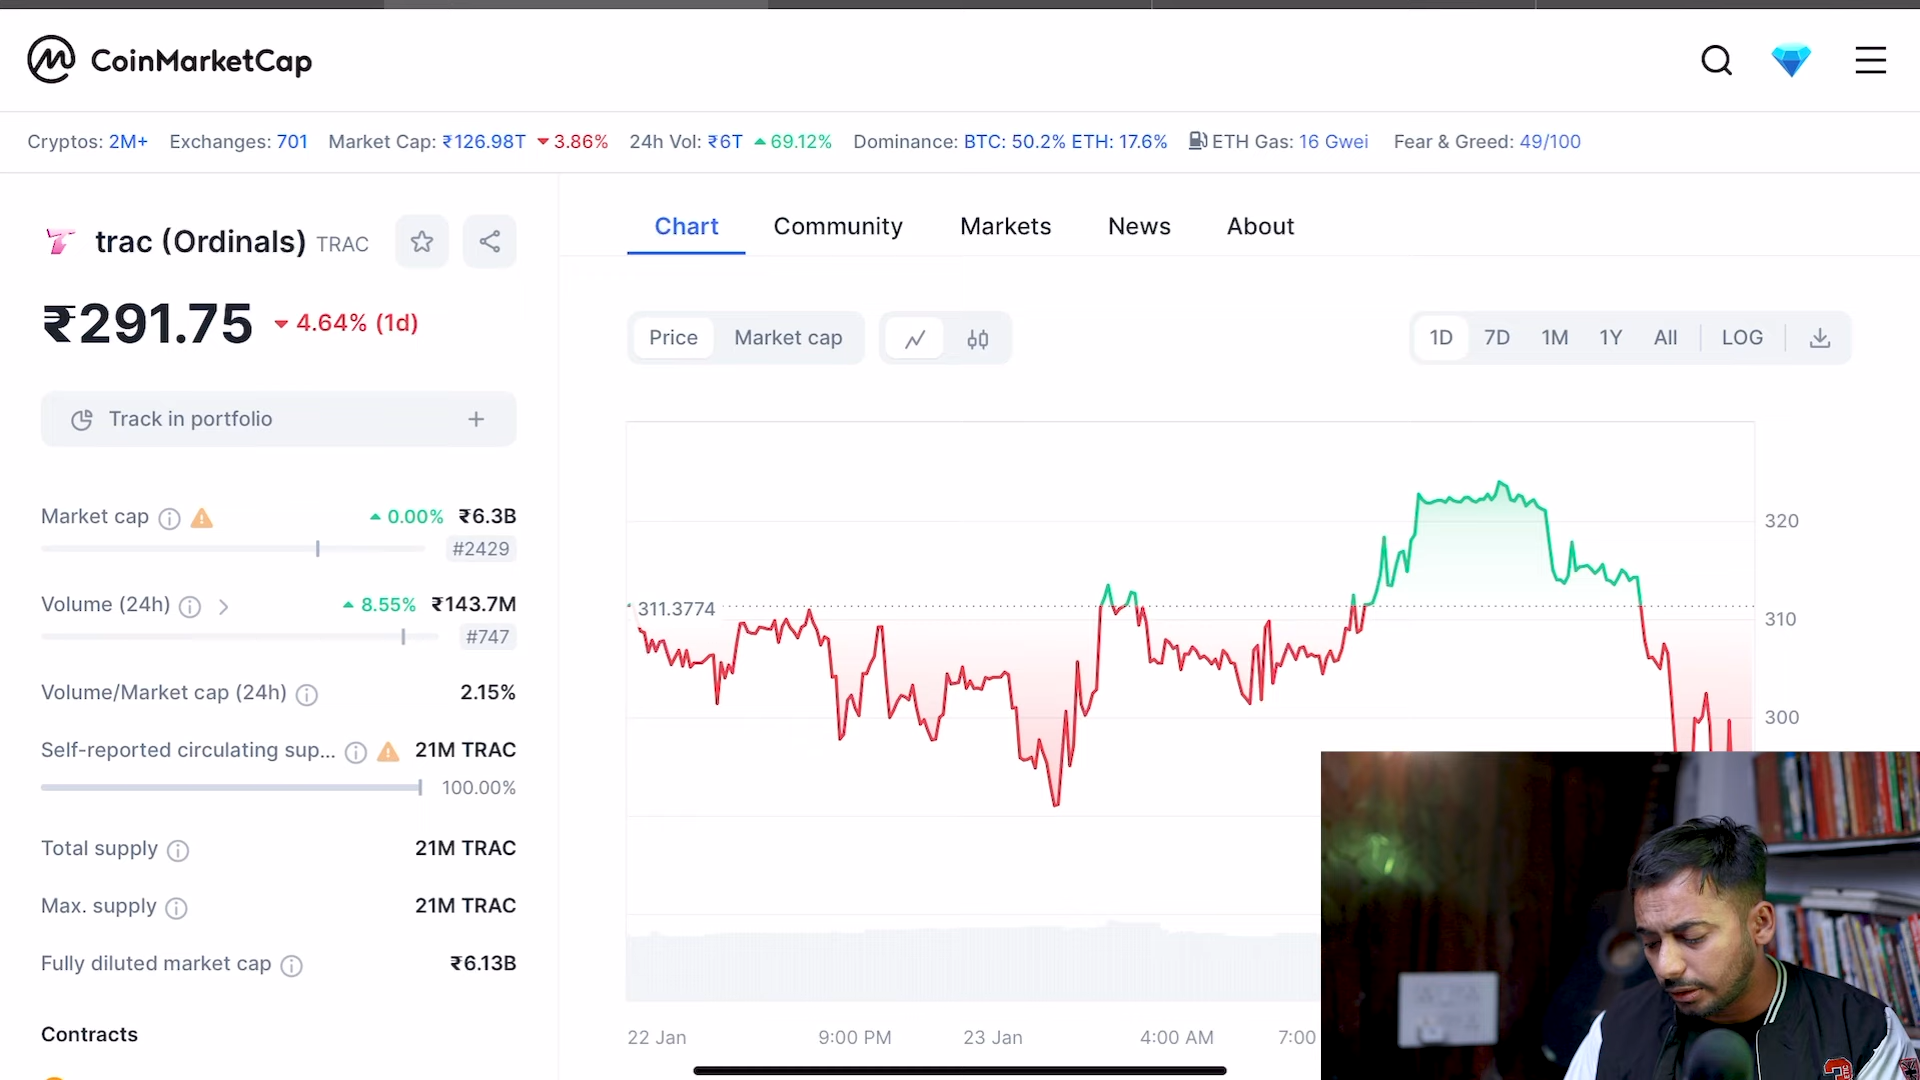 CoinMarketCap
Cryptos: 2M+ Exchanges: 701 Market Cap: ₹126.98T 3.86% 24h Vol: ₹6T 69.12% Dominance: BTC: 50.2% ETH: 17.6% ETH Gas: 16 Gwei Fear & Greed: 49/100
trac (Ordinals) TRAC
₹291.75 4.64% (1d)
Track in portfolio +
Market cap 0.00% ₹6.3B
#2429
Volume (24h) 8.55% ₹143.7M
#747
Volume/Market cap (24h) 2.15%
Self-reported circulating sup... 21M TRAC
100.00%
Total supply 21M TRAC
Max. supply 21M TRAC
Fully diluted market cap ₹6.13B
Contracts
Chart Community Markets News About
Price Market cap 1D 7D 1M 1Y All LOG
311.3774
320
310
300
22 Jan 9:00 PM 23 Jan 4:00 AM 7:00